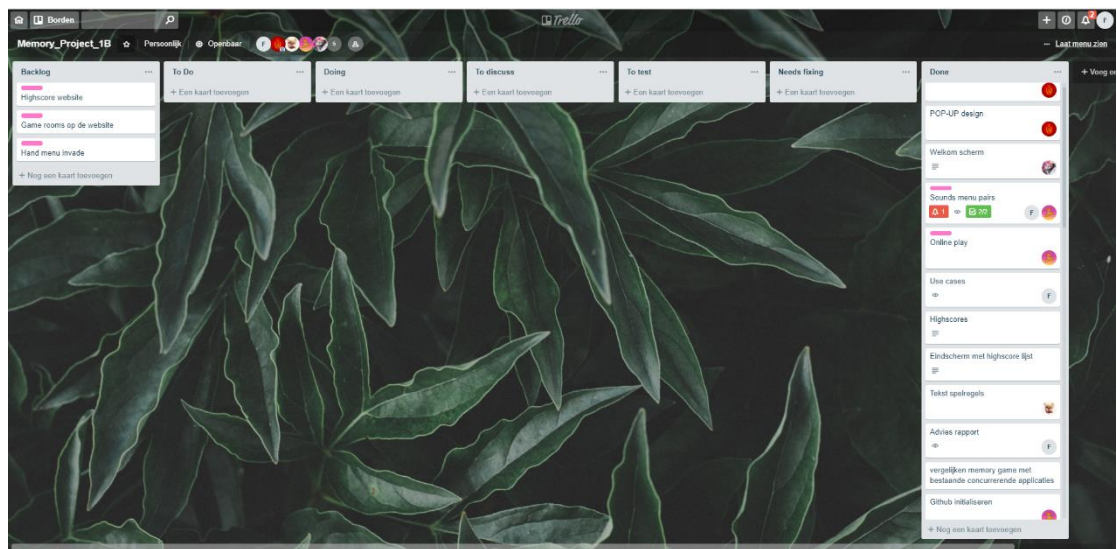 Borden
Trello
2
F
Memory_Project_1B
Persoonlijk
Openbaar
F
6
Laat menu zien
Backlog
Highscore website
Game rooms op de website
Hand menu invade
+ Nog een kaart toevoegen
To Do
+ Een kaart toevoegen
Doing
+ Een kaart toevoegen
To discuss
+ Een kaart toevoegen
To test
+ Een kaart toevoegen
Needs fixing
+ Een kaart toevoegen
Done
POP-UP design
Welkom scherm
Sounds menu pairs
1
2/2
F
Online play
Use cases
F
Highscores
Eindscherm met highscore lijst
Tekst spelregels
Advies rapport
F
vergelijken memory game met
bestaande concurrerende applicaties
Github initialiseren
+ Nog een kaart toevoegen
+ Voeg